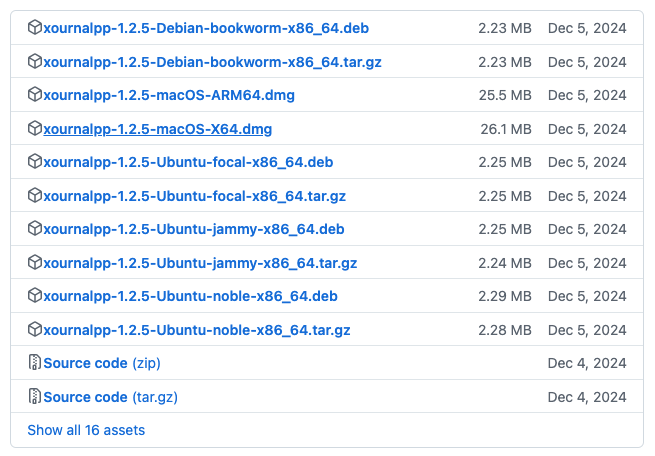 xournalpp-1.2.5-Debian-bookworm-x86_64.deb 2.23 MB Dec 5, 2024
xournalpp-1.2.5-Debian-bookworm-x86_64.tar.gz 2.23 MB Dec 5, 2024
xournalpp-1.2.5-macOS-ARM64.dmg 25.5 MB Dec 5, 2024
xournalpp-1.2.5-macOS-X64.dmg 26.1 MB Dec 5, 2024
xournalpp-1.2.5-Ubuntu-focal-x86_64.deb 2.25 MB Dec 5, 2024
xournalpp-1.2.5-Ubuntu-focal-x86_64.tar.gz 2.25 MB Dec 5, 2024
xournalpp-1.2.5-Ubuntu-jammy-x86_64.deb 2.25 MB Dec 5, 2024
xournalpp-1.2.5-Ubuntu-jammy-x86_64.tar.gz 2.24 MB Dec 5, 2024
xournalpp-1.2.5-Ubuntu-noble-x86_64.deb 2.29 MB Dec 5, 2024
xournalpp-1.2.5-Ubuntu-noble-x86_64.tar.gz 2.28 MB Dec 5, 2024
Source code (zip) Dec 4, 2024
Source code (tar.gz) Dec 4, 2024
Show all 16 assets